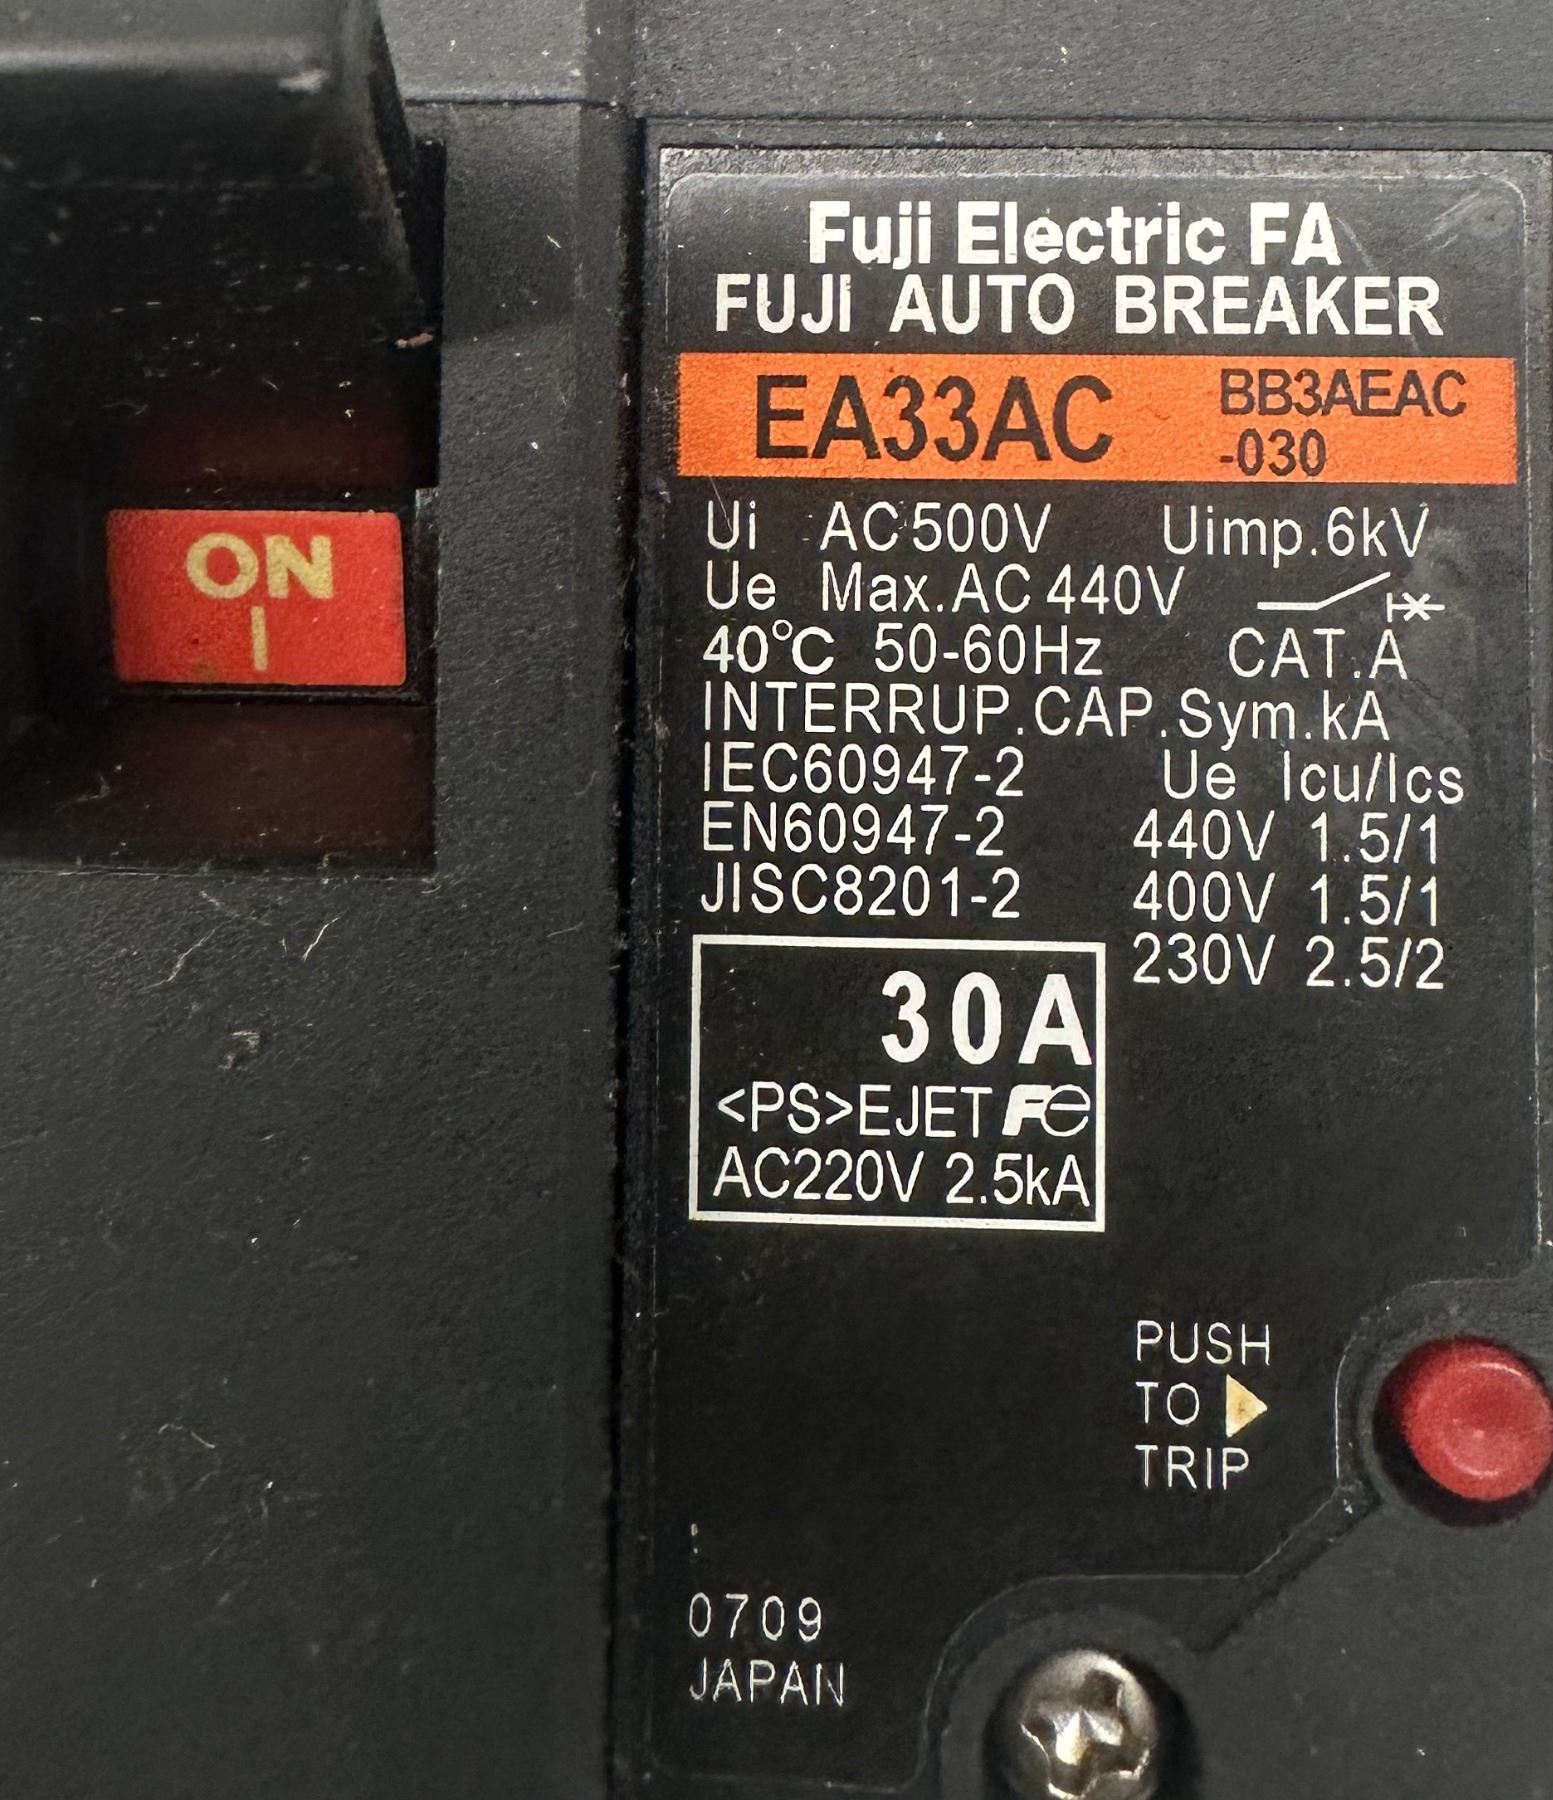 ON
I
Fuji Electric FA
FUJI AUTO BREAKER
EA33AC BB3AEAC
-030
Ui AC500V Uimp.6kV
Ue Max.AC440V
40℃ 50-60Hz CAT.A
INTERRUP.CAP.Sym.kA
IEC60947-2 Ue Icu/Ics
EN60947-2 440V 1.5/1
JISC8201-2 400V 1.5/1
230V 2.5/2
30A
<PS>EJET Fe
AC220V 2.5kA
PUSH
TO
TRIP
0709
JAPAN